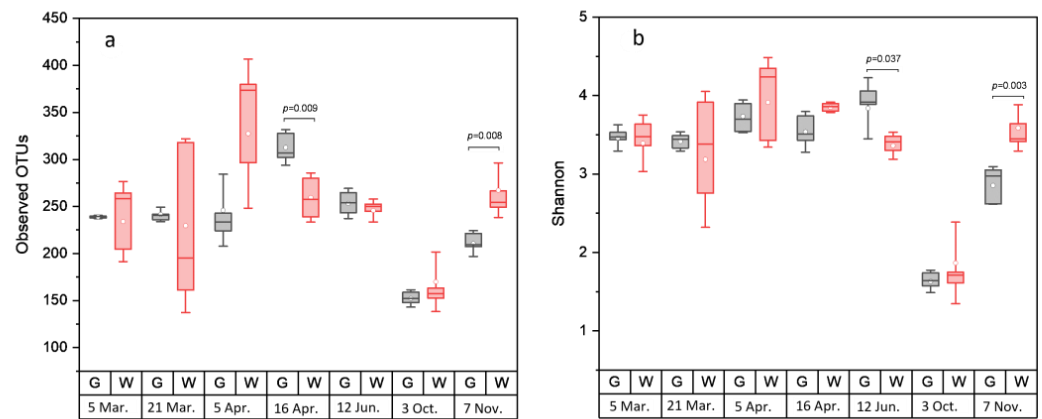 a
Observed OTUs
450
400
350
300
250
200
150
100
p=0.009
p=0.008
G W G W G W G W G W G W G W
5 Mar. 21 Mar. 5 Apr. 16 Apr. 12 Jun. 3 Oct. 7 Nov.
b
Shannon
5
4
3
2
1
p=0.037
p=0.003
G W G W G W G W G W G W G W
5 Mar. 21 Mar. 5 Apr. 16 Apr. 12 Jun. 3 Oct. 7 Nov.